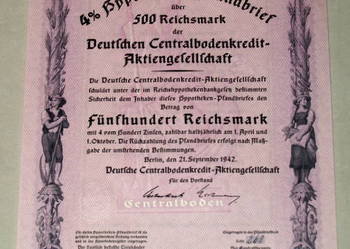 4% Hypothekenpfandbrief
über
500 Reichsmark
der
Deutschen Centralbodenkredit-
Aktiengesellschaft
Die Deutsche Centralbodenkredit-Aktiengesellschaft
schuldet unter der im Reichshypothekenbankgesetz bestimmten
Sicherheit dem Inhaber dieses Hypotheken-Pfandbriefes den
Betrag von
Fünfhundert Reichsmark
mit 4 vom Hundert Zinsen, zahlbar halbjährlich am 1. April und
1. Oktober. Die Rückzahlung des Pfandbriefes erfolgt nach Maß-
gabe der umstehenden Bestimmungen.
Berlin, den 21. September 1942.
Deutsche Centralbodenkredit-Aktiengesellschaft
für den Vorstand
Centralboden